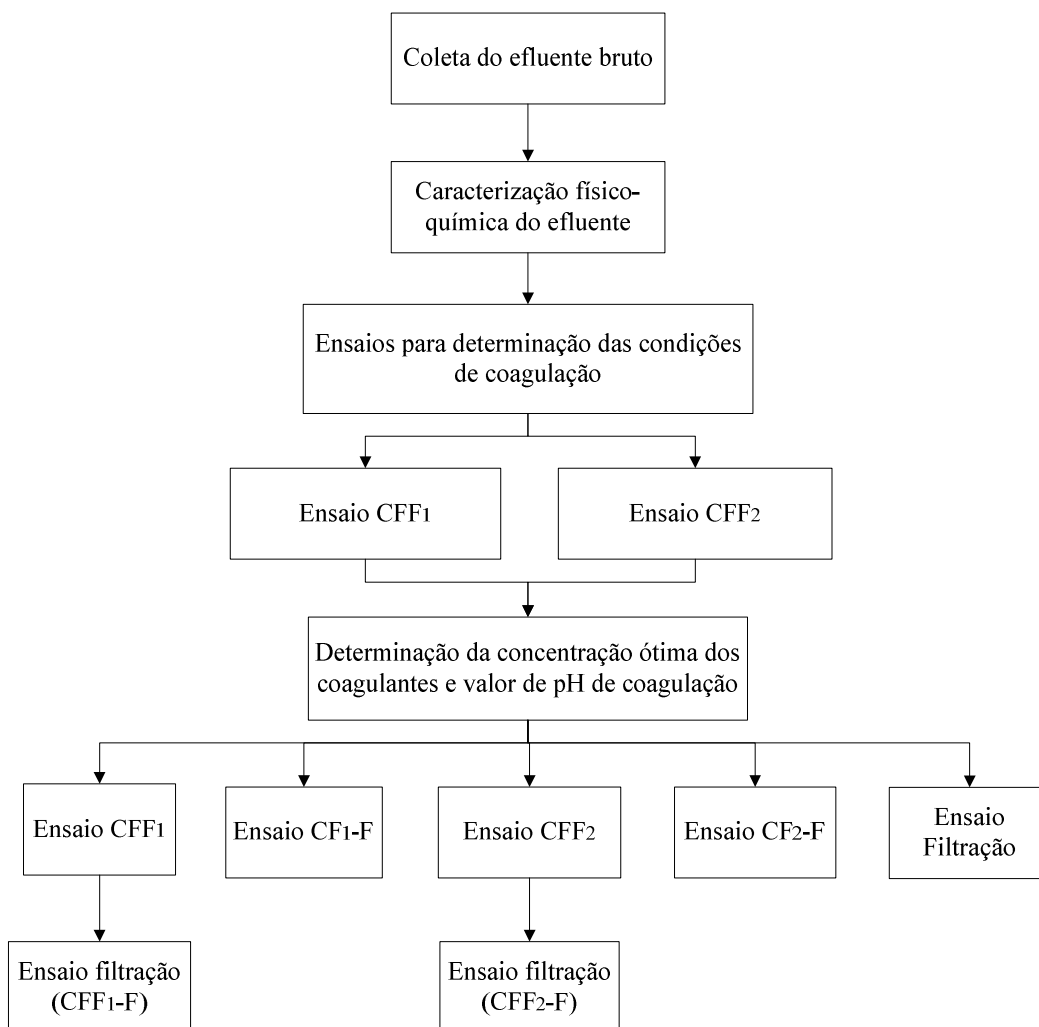 Coleta do efluente bruto
Caracterização físico-
química do efluente
Ensaios para determinação das condições
de coagulação
Ensaio CFF1
Ensaio CFF2
Determinação da concentração ótima dos
coagulantes e valor de pH de coagulação
Ensaio CFF1
Ensaio CF1-F
Ensaio CFF2
Ensaio CF2-F
Ensaio
Filtração
Ensaio filtração
(CFF1-F)
Ensaio filtração
(CFF2-F)